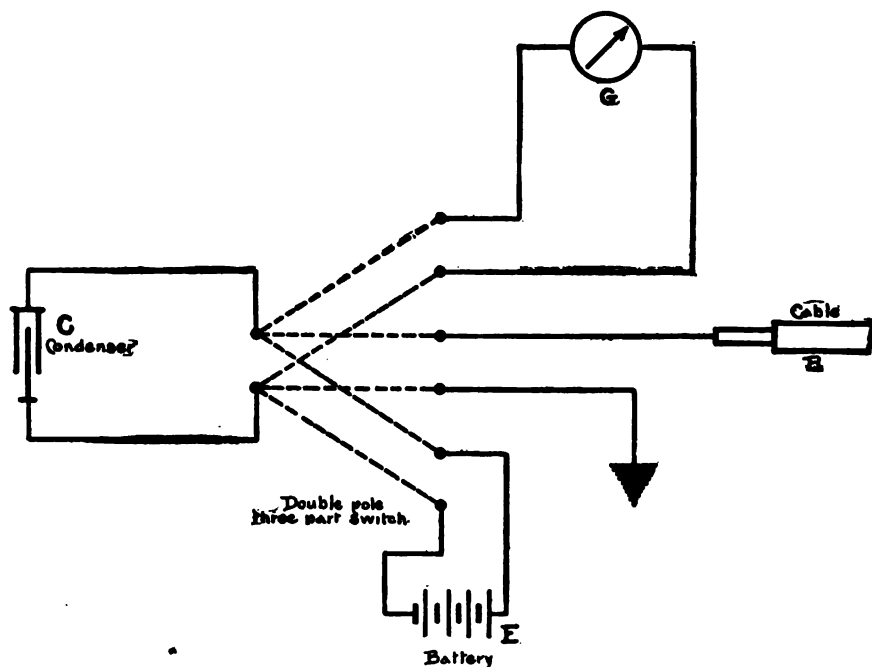 G
Cable
B
C
Condenser
Double pole
three part switch.
E
Battery